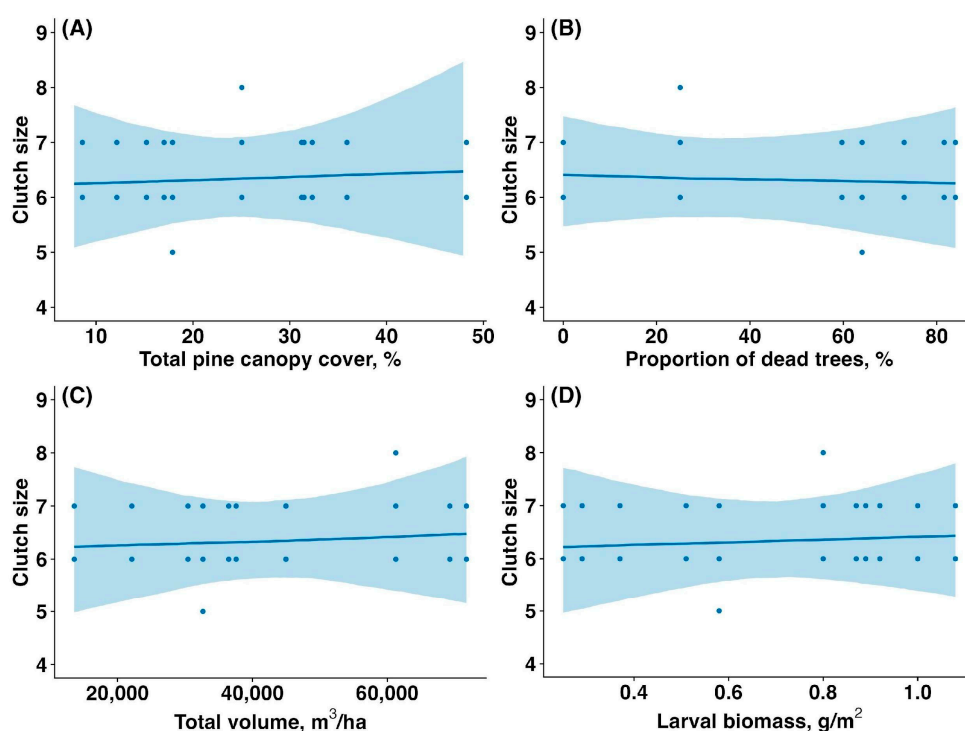 (A)
9
8
7
6
5
4
Clutch size
10 20 30 40 50
Total pine canopy cover, %
(B)
9
8
7
6
5
4
Clutch size
0 20 40 60 80
Proportion of dead trees, %
(C)
9
8
7
6
5
4
Clutch size
20,000 40,000 60,000
Total volume, m³/ha
(D)
9
8
7
6
5
4
Clutch size
0.4 0.6 0.8 1.0
Larval biomass, g/m²